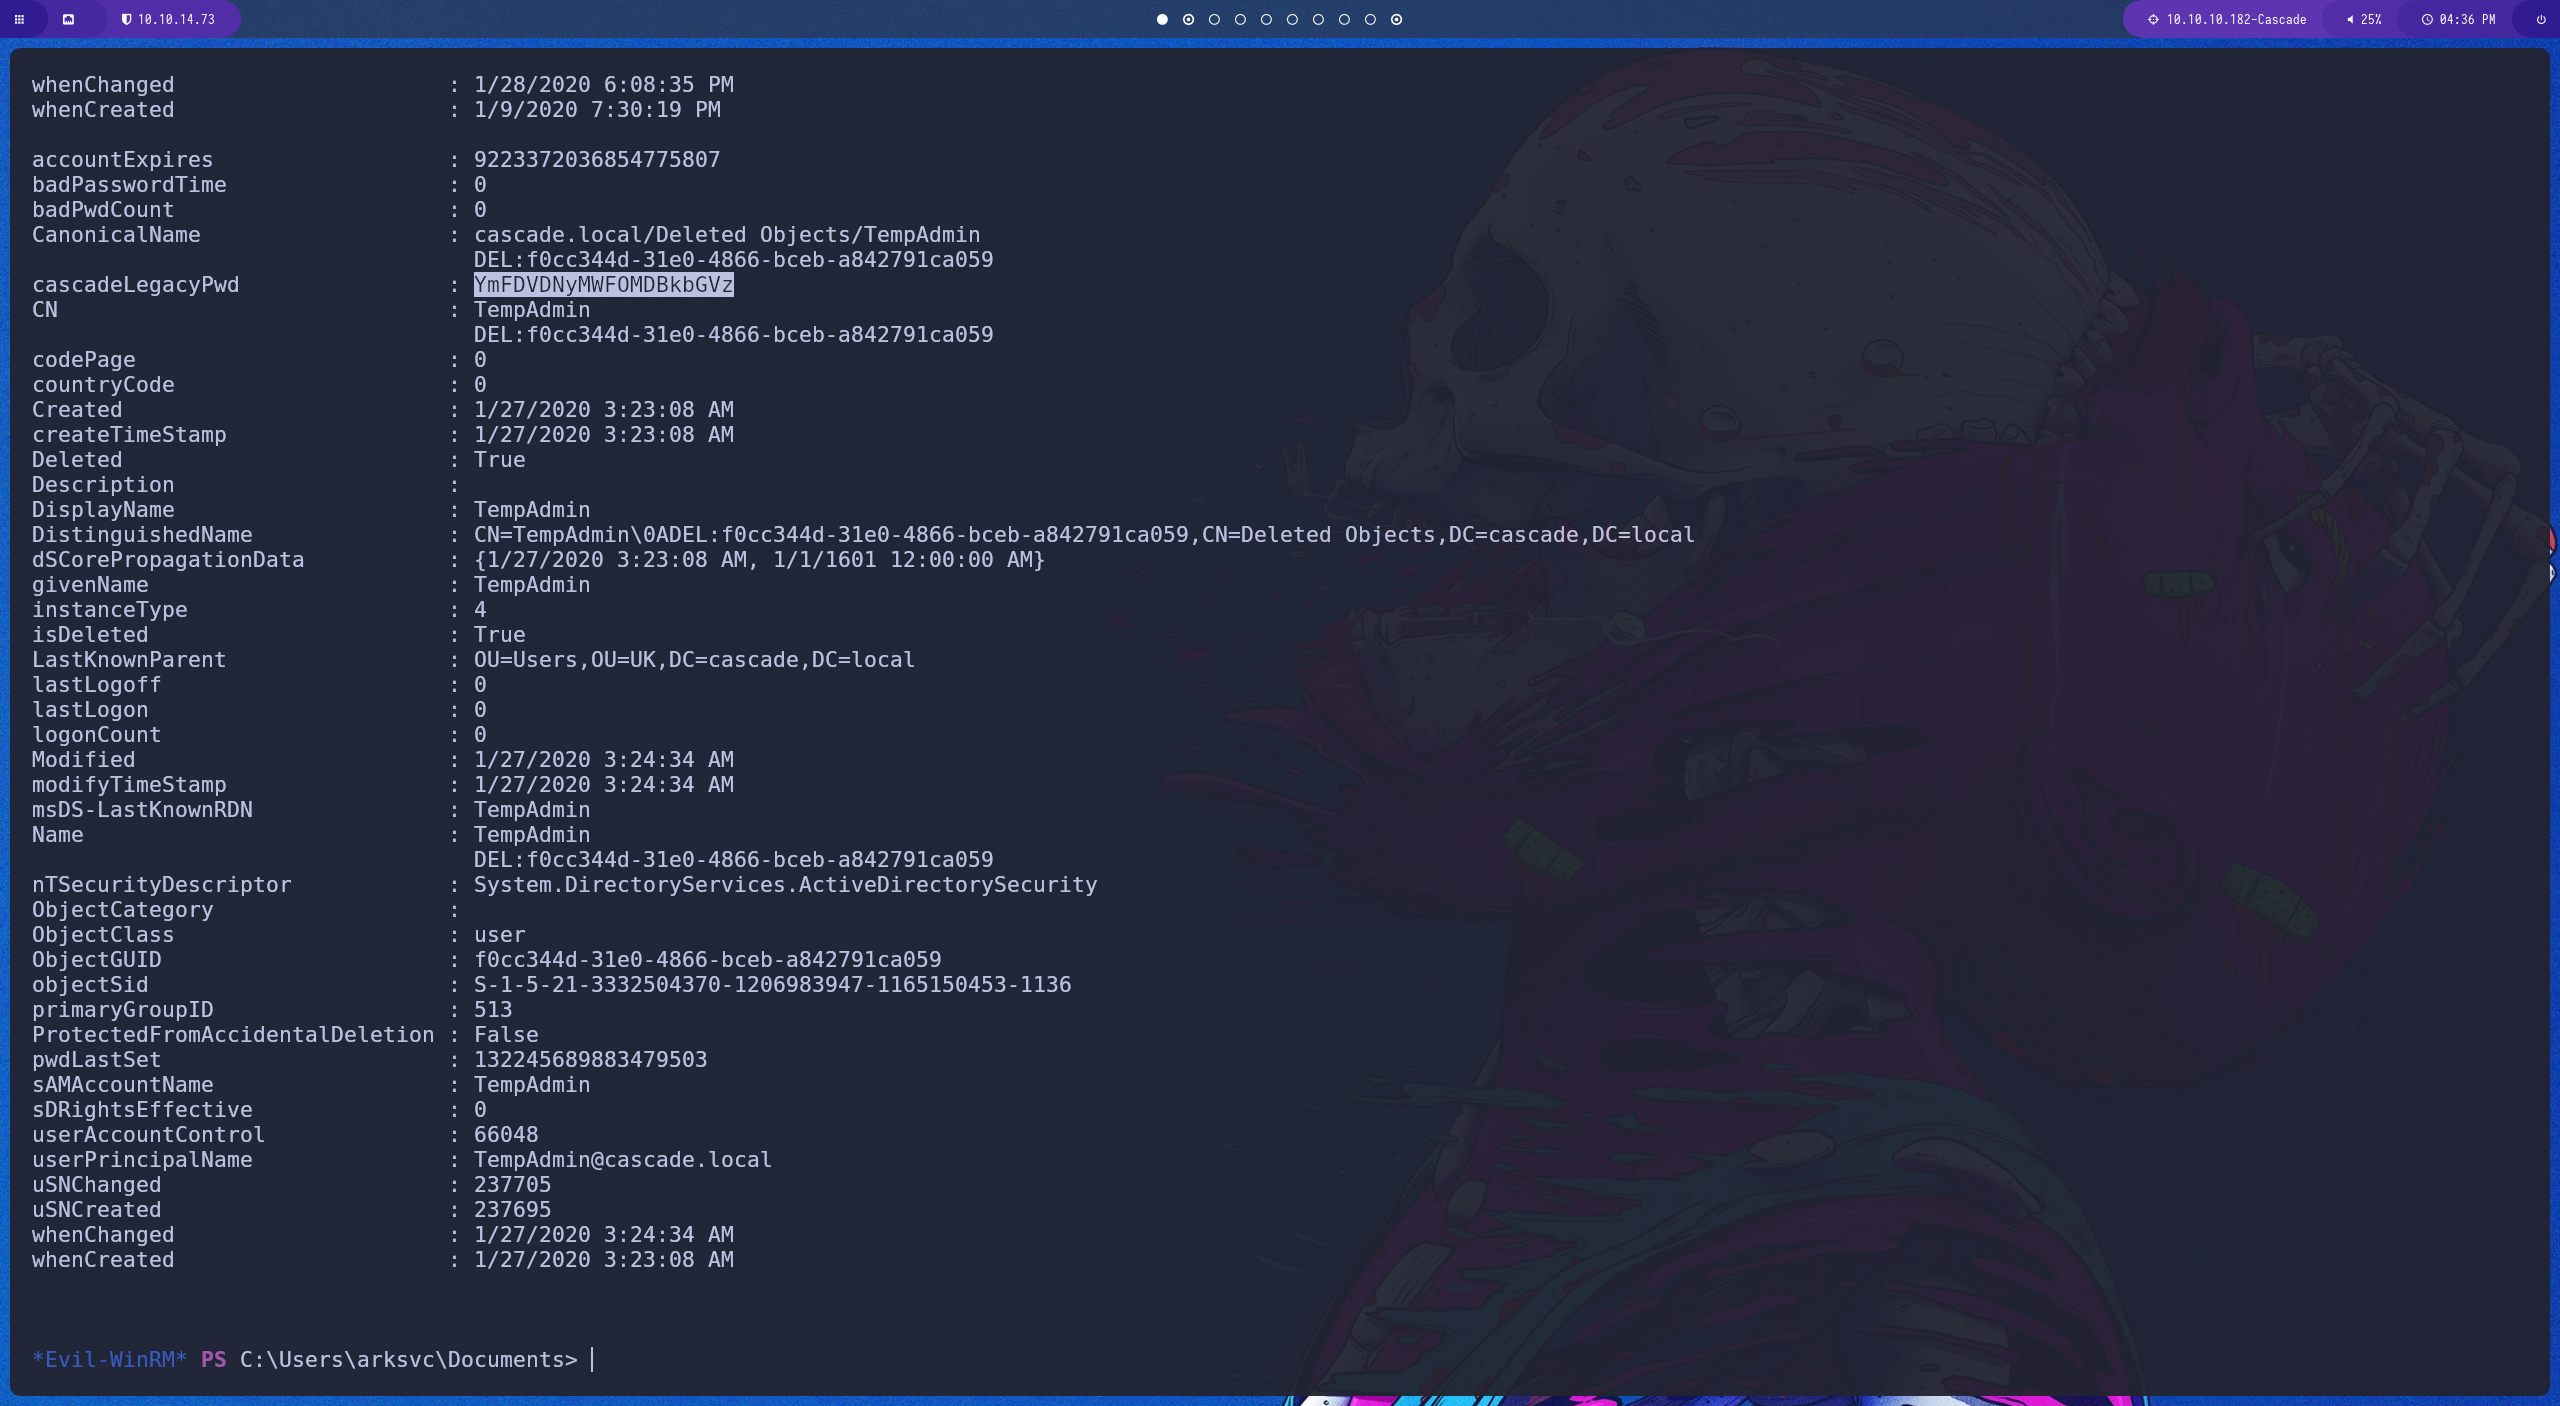 10.10.14.73
10.10.10.182-Cascade
25%
04:36 PM
whenChanged : 1/28/2020 6:08:35 PM
whenCreated : 1/9/2020 7:30:19 PM
accountExpires : 9223372036854775807
badPasswordTime : 0
badPwdCount : 0
CanonicalName : cascade.local/Deleted Objects/TempAdmin
DEL:f0cc344d-31e0-4866-bceb-a842791ca059
cascadeLegacyPwd : YmFDVDNyMWFOMDBkbGVz
CN : TempAdmin
DEL:f0cc344d-31e0-4866-bceb-a842791ca059
codePage : 0
countryCode : 0
Created : 1/27/2020 3:23:08 AM
createTimeStamp : 1/27/2020 3:23:08 AM
Deleted : True
Description :
DisplayName : TempAdmin
DistinguishedName : CN=TempAdmin\0ADEL:f0cc344d-31e0-4866-bceb-a842791ca059,CN=Deleted Objects,DC=cascade,DC=local
dSCorePropagationData : {1/27/2020 3:23:08 AM, 1/1/1601 12:00:00 AM}
givenName : TempAdmin
instanceType : 4
isDeleted : True
LastKnownParent : OU=Users,OU=UK,DC=cascade,DC=local
lastLogoff : 0
lastLogon : 0
logonCount : 0
Modified : 1/27/2020 3:24:34 AM
modifyTimeStamp : 1/27/2020 3:24:34 AM
msDS-LastKnownRDN : TempAdmin
Name : TempAdmin
DEL:f0cc344d-31e0-4866-bceb-a842791ca059
nTSecurityDescriptor : System.DirectoryServices.ActiveDirectorySecurity
ObjectCategory :
ObjectClass : user
ObjectGUID : f0cc344d-31e0-4866-bceb-a842791ca059
objectSid : S-1-5-21-3332504370-1206983947-1165150453-1136
primaryGroupID : 513
ProtectedFromAccidentalDeletion : False
pwdLastSet : 132245689883479503
sAMAccountName : TempAdmin
sDRightsEffective : 0
userAccountControl : 66048
userPrincipalName : TempAdmin@cascade.local
uSNChanged : 237705
uSNCreated : 237695
whenChanged : 1/27/2020 3:24:34 AM
whenCreated : 1/27/2020 3:23:08 AM
*Evil-WinRM* PS C:\Users\arksvc\Documents>